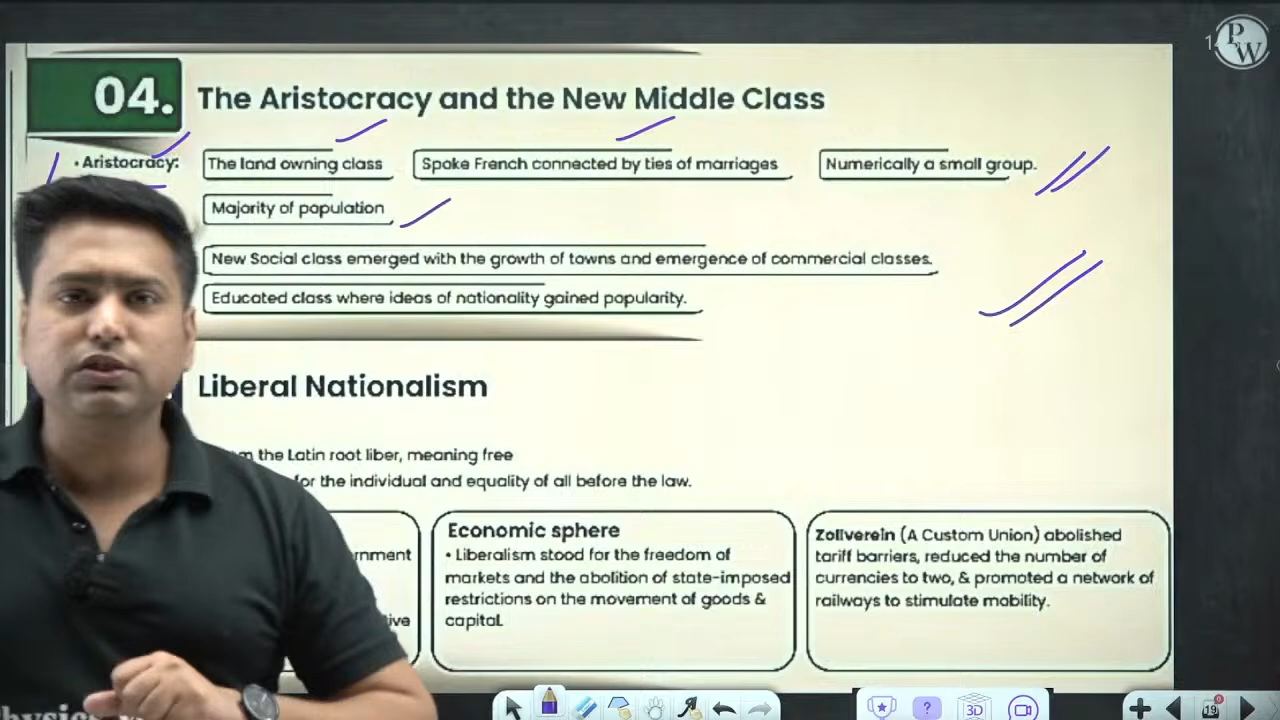 PW
04. The Aristocracy and the New Middle Class
• Aristocracy: The land owning class Spoke French connected by ties of marriages Numerically a small group.
Majority of population
New Social class emerged with the growth of towns and emergence of commercial classes.
Educated class where ideas of nationality gained popularity.
Liberal Nationalism
the Latin root liber, meaning free
for the individual and equality of all before the law.
Economic sphere
• Liberalism stood for the freedom of
markets and the abolition of state-imposed
restrictions on the movement of goods &
capital.
Zollverein (A Custom Union) abolished
tariff barriers, reduced the number of
currencies to two, & promoted a network of
railways to stimulate mobility.
? 3D 19